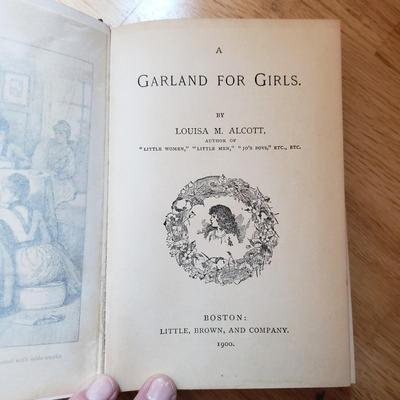 A
GARLAND FOR GIRLS.
BY
LOUISA M. ALCOTT,
AUTHOR OF
"LITTLE WOMEN," "LITTLE MEN," "JO'S BOYS," ETC., ETC.
BOSTON:
LITTLE, BROWN, AND COMPANY.
1900.